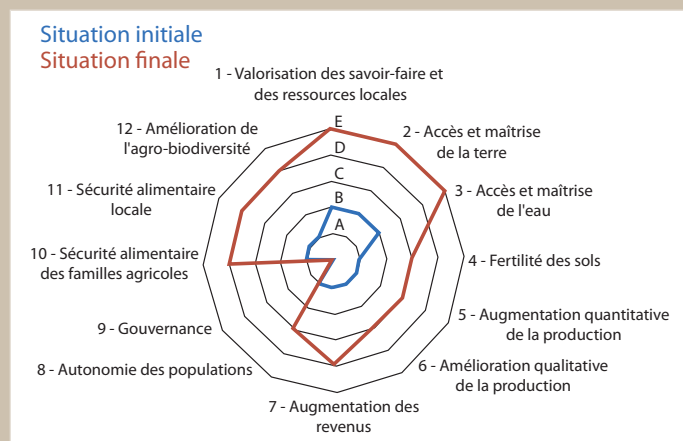 Situation initiale
Situation finale
1 - Valorisation des savoir-faire et
des ressources locales
2 - Accès et maîtrise
de la terre
3 - Accès et maîtrise
de l'eau
4 - Fertilité des sols
5 - Augmentation quantitative
de la production
6 - Amélioration qualitative
de la production
7 - Augmentation des
revenus
8 - Autonomie des populations
9 - Gouvernance
10 - Sécurité alimentaire
des familles agricoles
11 - Sécurité alimentaire
locale
12 - Amélioration de
l'agro-biodiversité
E
D
C
B
A